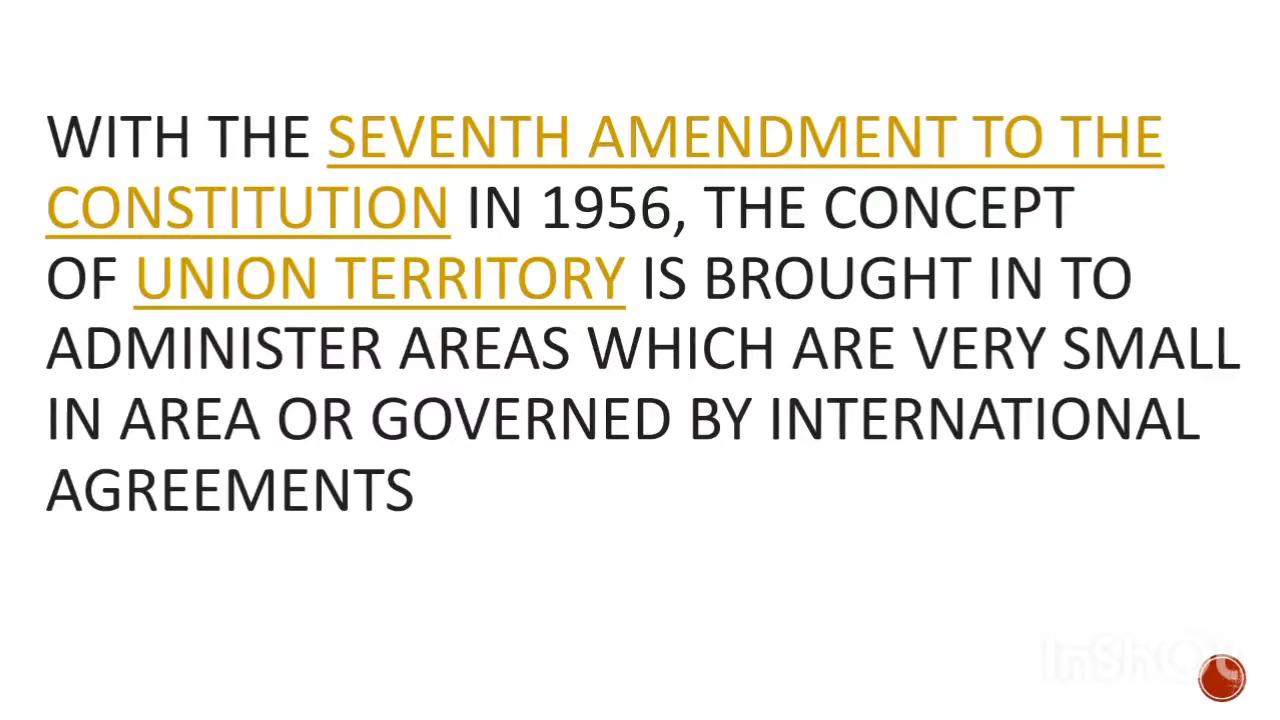 WITH THE SEVENTH AMENDMENT TO THE
CONSTITUTION IN 1956, THE CONCEPT
OF UNION TERRITORY IS BROUGHT IN TO
ADMINISTER AREAS WHICH ARE VERY SMALL
IN AREA OR GOVERNED BY INTERNATIONAL
AGREEMENTS
InShOt